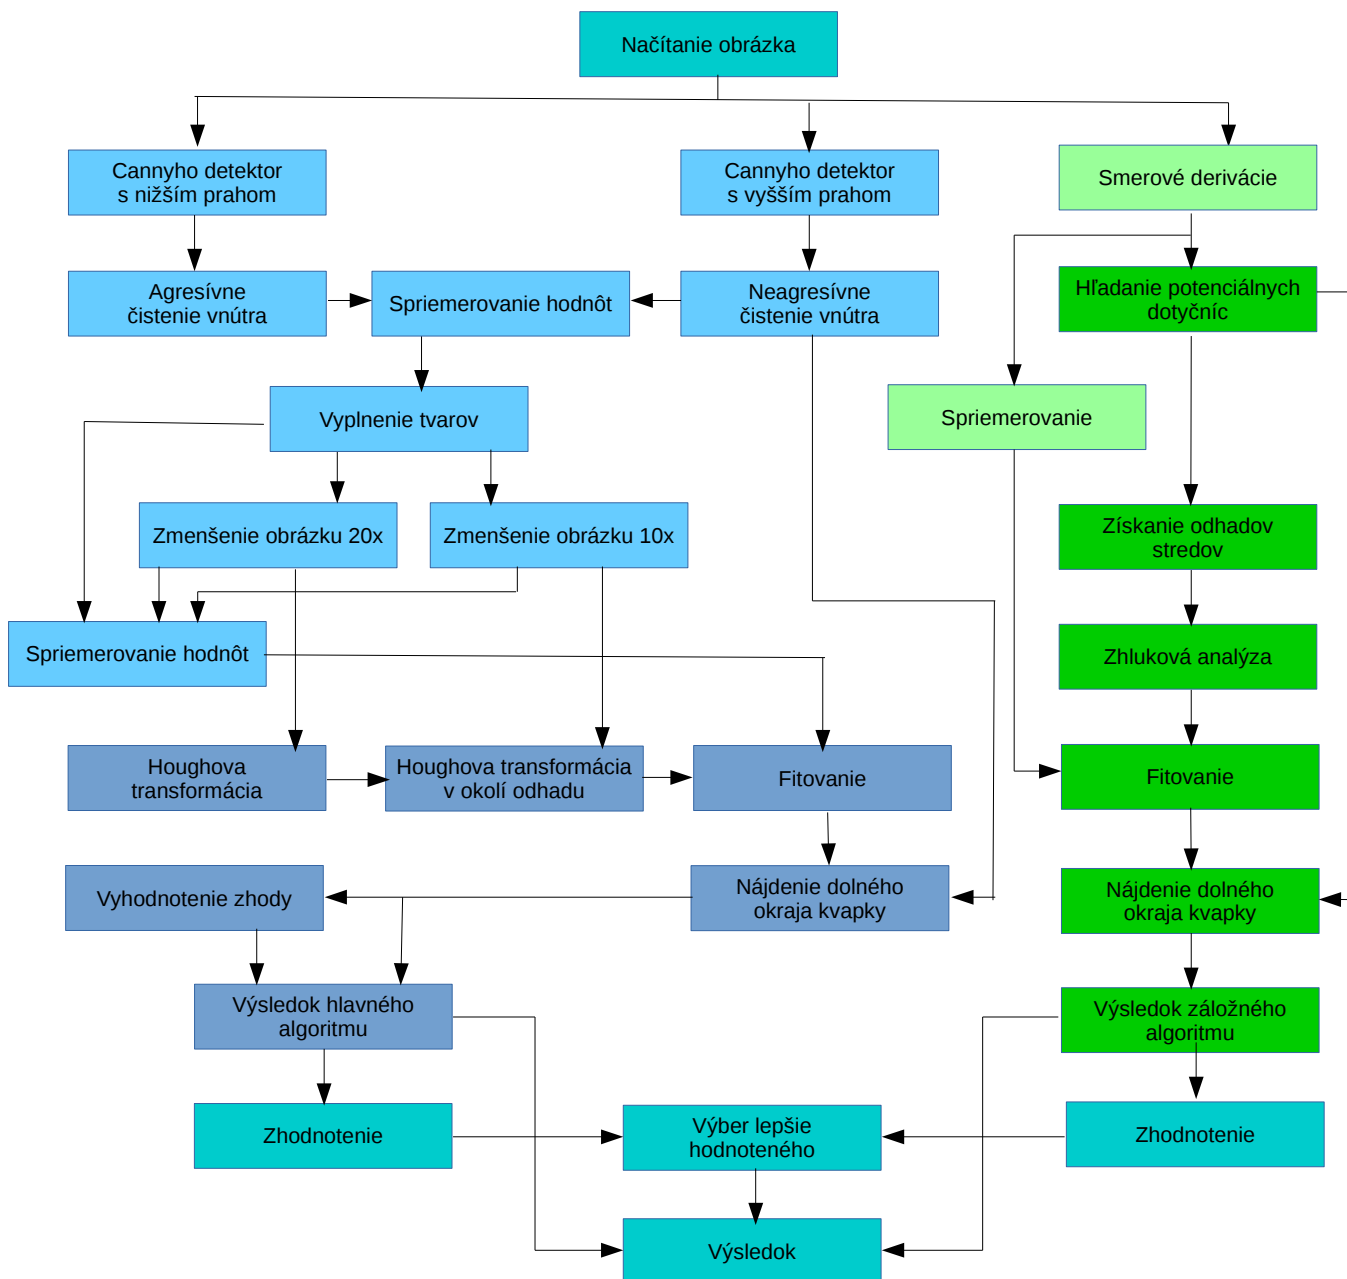 Načítanie obrázka
Cannyho detektor
s nižším prahom
Cannyho detektor
s vyšším prahom
Smerové derivácie
Agresívne
čistenie vnútra
Spriemerovanie hodnôt
Neagresívne
čistenie vnútra
Hľadanie potenciálnych
dotyčníc
Vyplnenie tvarov
Spriemerovanie
Zmenšenie obrázku 20x
Zmenšenie obrázku 10x
Získanie odhadov
stredov
Spriemerovanie hodnôt
Zhluková analýza
Houghova
transformácia
Houghova transformácia
v okolí odhadu
Fitovanie
Fitovanie
Vyhodnotenie zhody
Nájdenie dolného
okraja kvapky
Nájdenie dolného
okraja kvapky
Výsledok hlavného
algoritmu
Výsledok záložného
algoritmu
Zhodnotenie
Výber lepšie
hodnoteného
Zhodnotenie
Výsledok